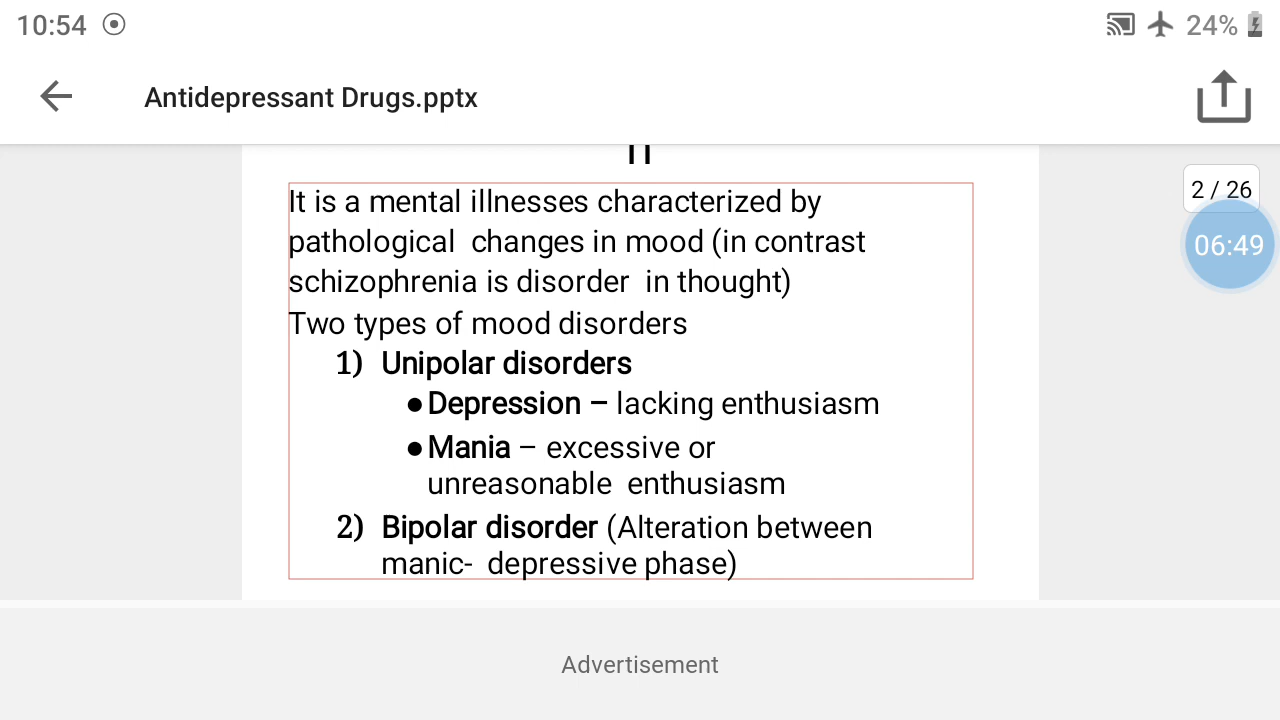 10:54
24%
Antidepressant Drugs.pptx
It is a mental illnesses characterized by
2 / 26
pathological changes in mood (in contrast
06:49
schizophrenia is disorder in thought)
Two types of mood disorders
1) Unipolar disorders
● Depression – lacking enthusiasm
● Mania – excessive or
unreasonable enthusiasm
2) Bipolar disorder (Alteration between
manic- depressive phase)
Advertisement